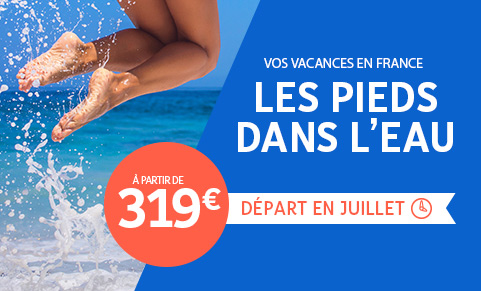 VOS VACANCES EN FRANCE
LES PIEDS
DANS L'EAU
À PARTIR DE
319€
DÉPART EN JUILLET